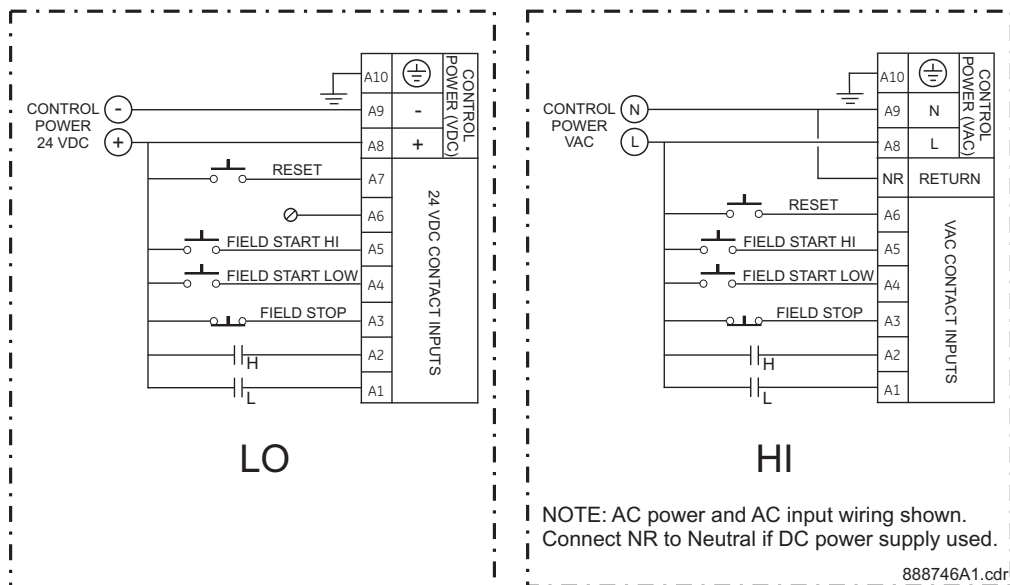 CONTROL POWER 24 VDC
-
+
A10
A9
-
A8
+
CONTROL POWER (VDC)
RESET
A7
A6
FIELD START HI
A5
FIELD START LOW
A4
FIELD STOP
A3
H
A2
L
A1
24 VDC CONTACT INPUTS
LO
CONTROL POWER VAC
N
L
A10
A9
N
A8
L
CONTROL POWER (VAC)
NR
RETURN
RESET
A6
FIELD START HI
A5
FIELD START LOW
A4
FIELD STOP
A3
H
A2
L
A1
VAC CONTACT INPUTS
HI
NOTE: AC power and AC input wiring shown.
Connect NR to Neutral if DC power supply used.
888746A1.cdr